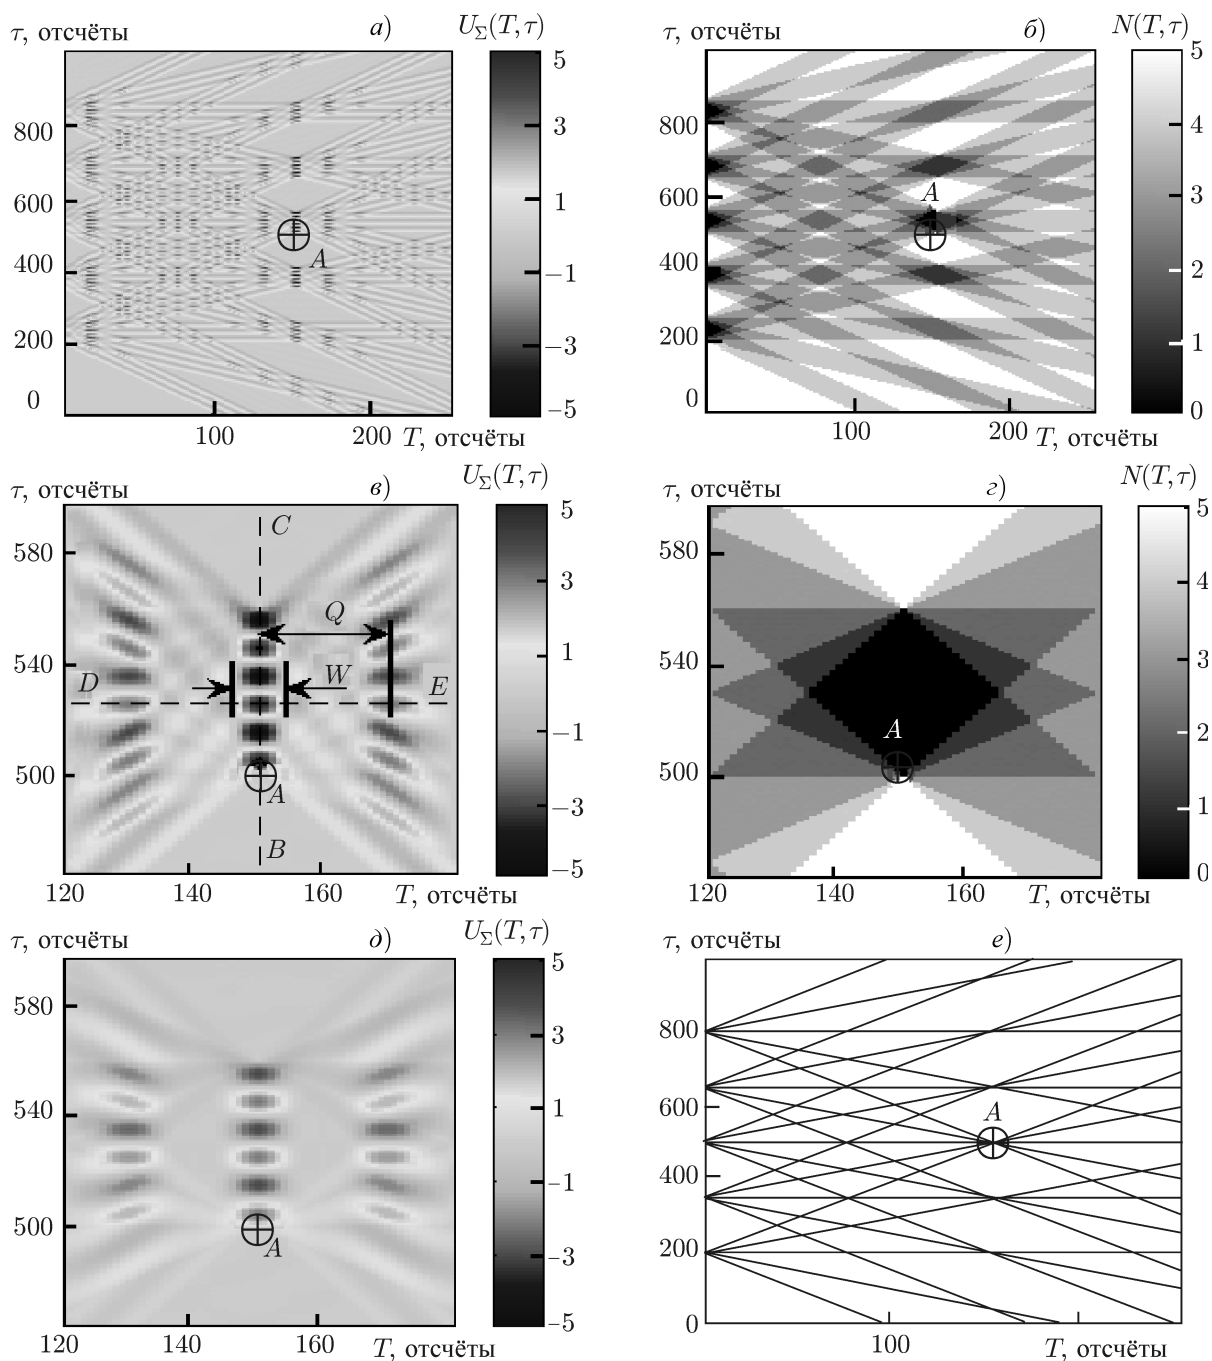 τ, отсчёты а) U_Σ(T,τ)
5
800 3
600 1
400 A −1
200 −3
0 −5
100 200 T, отсчёты
τ, отсчёты б) N(T,τ)
5
800 4
600 A 3
400 2
200 1
0 0
100 200 T, отсчёты
τ, отсчёты в) U_Σ(T,τ)
C 5
580 3
Q
540 1
D W E
−1
500 A −3
B −5
120 140 160 T, отсчёты
τ, отсчёты г) N(T,τ)
5
580 4
540 3
A 2
500 1
0
120 140 160 T, отсчёты
τ, отсчёты д) U_Σ(T,τ)
5
580 3
540 1
−1
500 A −3
−5
120 140 160 T, отсчёты
τ, отсчёты е)
800
600 A
400
200
0
100 T, отсчёты